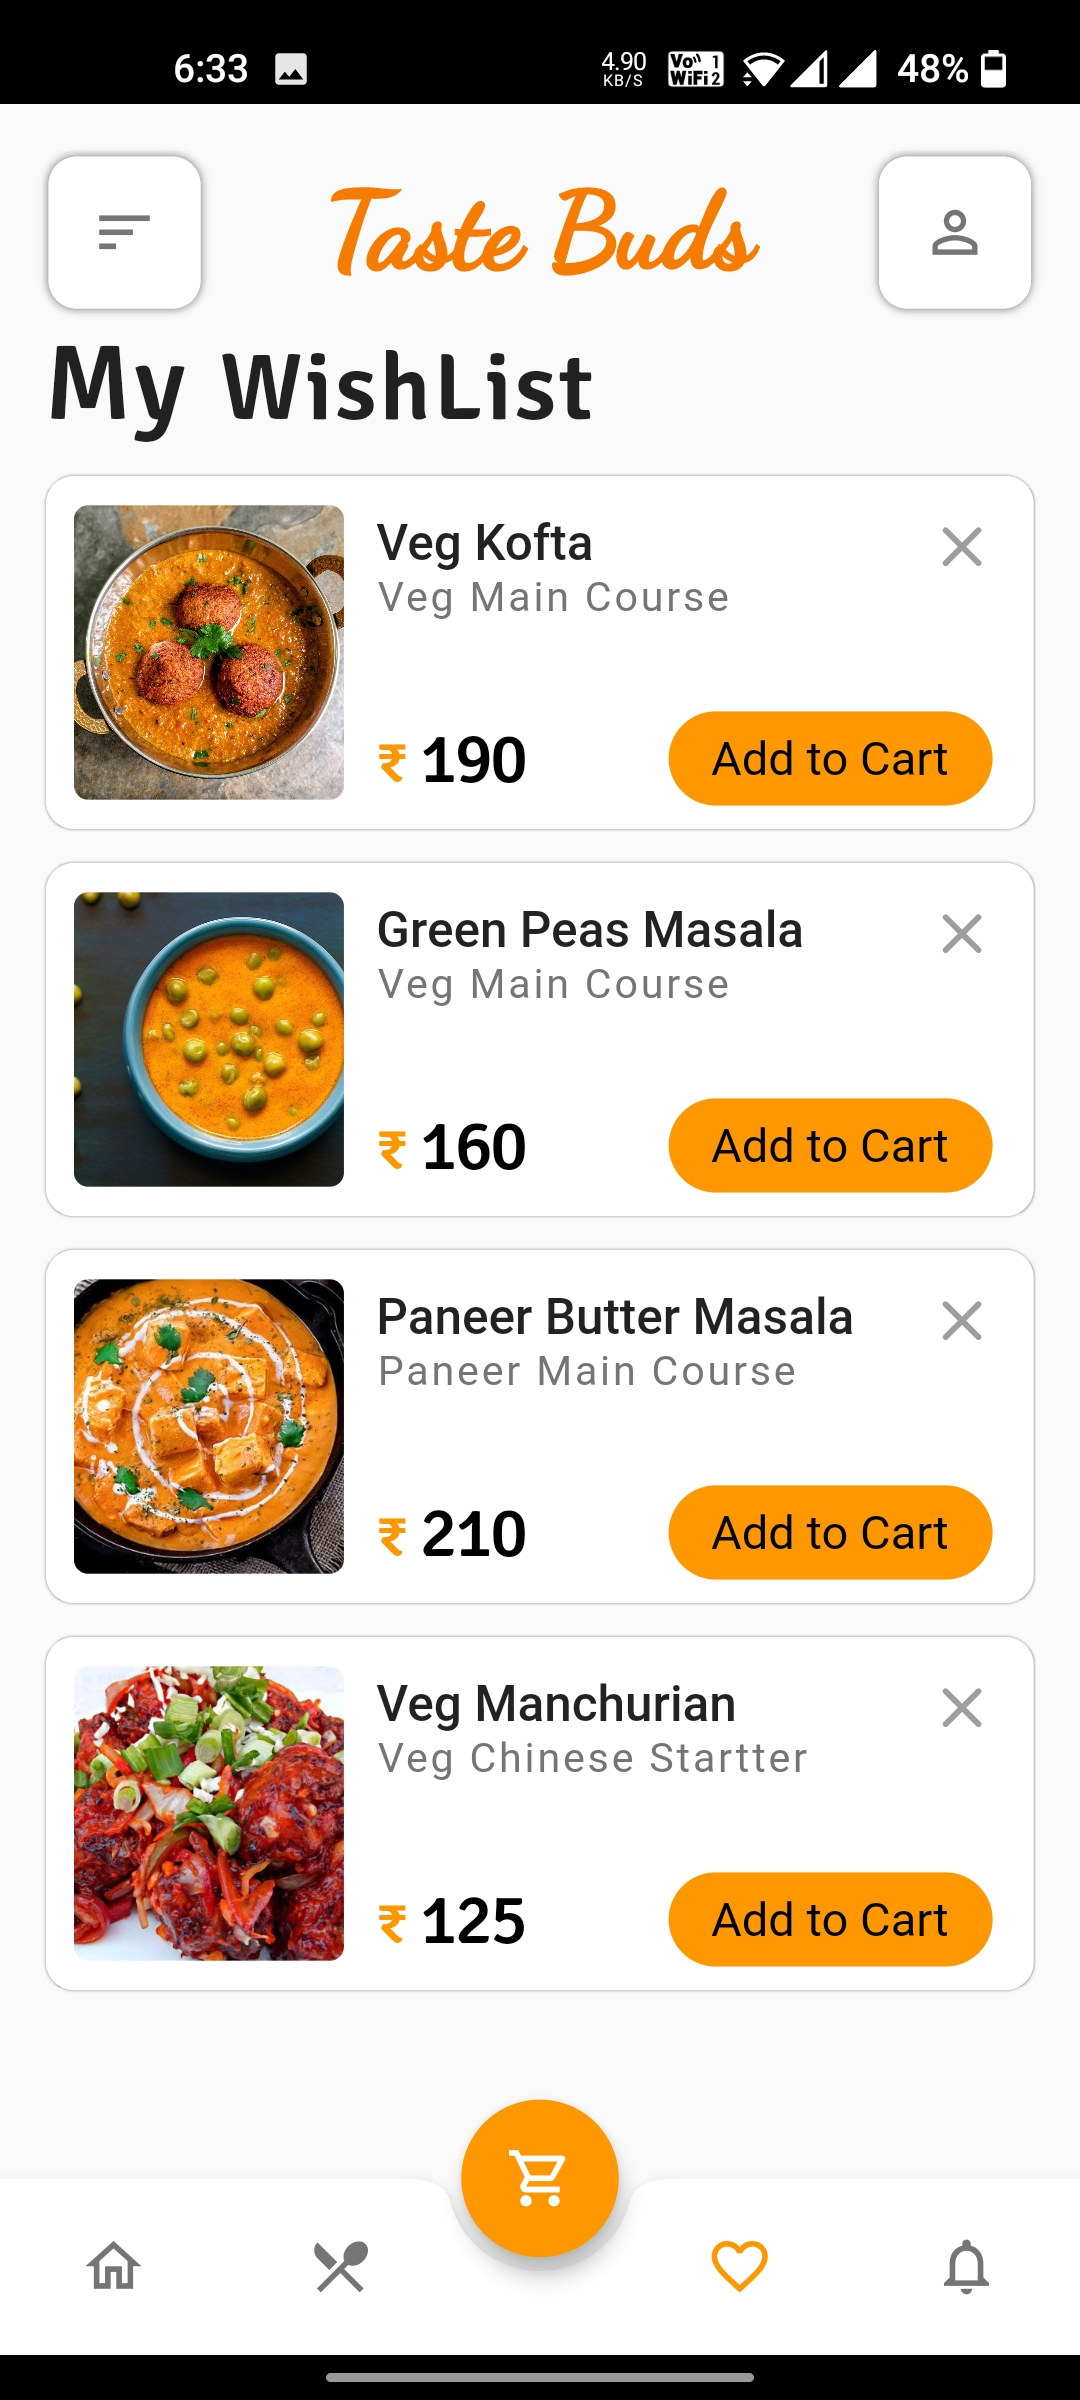 6:33 4.90 KB/S Vo)) WiFi 1 2 48%
Taste Buds
My WishList
Veg Kofta
Veg Main Course
₹ 190 Add to Cart
Green Peas Masala
Veg Main Course
₹ 160 Add to Cart
Paneer Butter Masala
Paneer Main Course
₹ 210 Add to Cart
Veg Manchurian
Veg Chinese Startter
₹ 125 Add to Cart